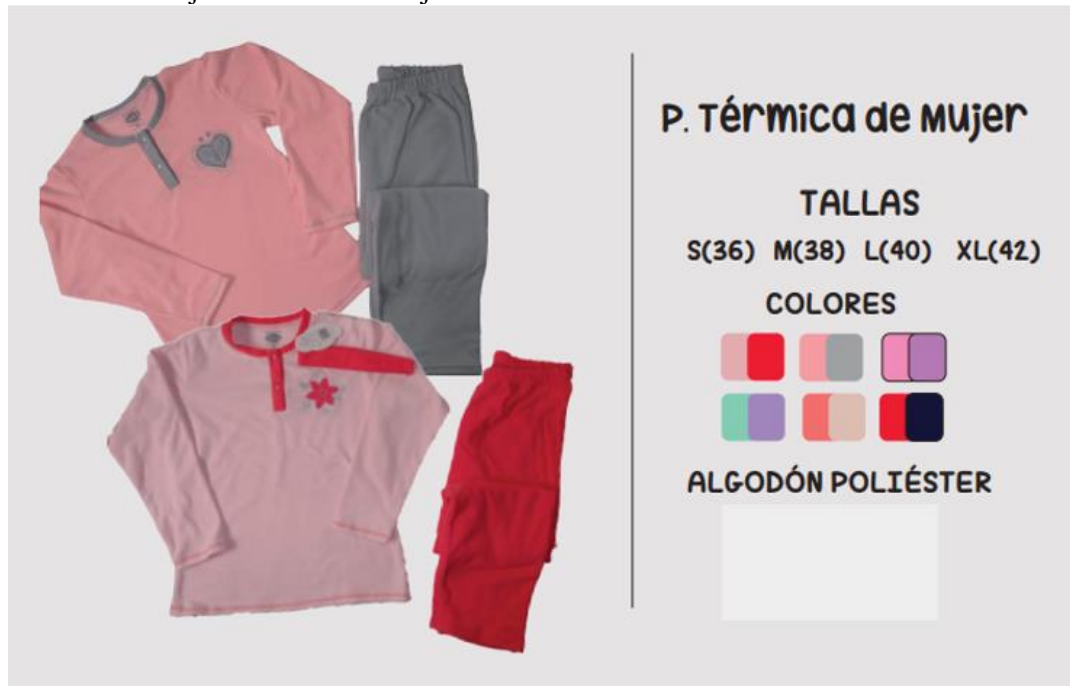 P. Térmica de Mujer
TALLAS
S(36) M(38) L(40) XL(42)
COLORES
ALGODÓN POLIÉSTER